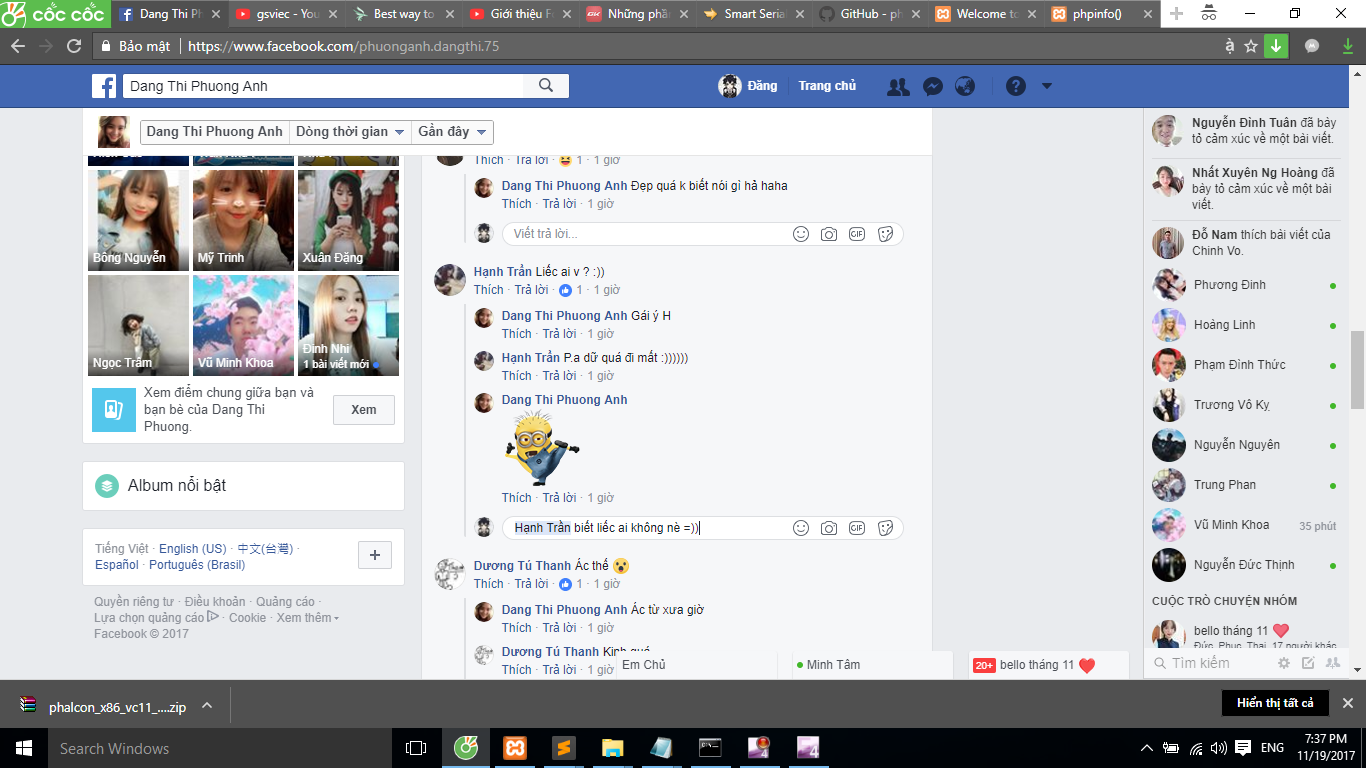 cốc cốc
Dang Thi P
gsviec - You
Best way to
Giới thiệu F
Những phầ
Smart Serial
GitHub - ph
Welcome to
phpinfo()
Bảo mật | https://www.facebook.com/phuonganh.dangthi.75
Dang Thi Phuong Anh
Đăng
Trang chủ
Dang Thi Phuong Anh
Dòng thời gian
Gần đây
Bông Nguyễn
Mỹ Trinh
Xuân Đặng
Ngọc Trâm
Vũ Minh Khoa
Đinh Nhi
1 bài viết mới
Xem điểm chung giữa bạn và
bạn bè của Dang Thi
Phuong.
Xem
Album nổi bật
Tiếng Việt · English (US) · 中文(台灣) ·
Español · Português (Brasil)
Quyền riêng tư · Điều khoản · Quảng cáo ·
Lựa chọn quảng cáo · Cookie · Xem thêm
Facebook © 2017
Thích · Trả lời · 1 · 1 giờ
Dang Thi Phuong Anh Đẹp quá k biết nói gì hả haha
Thích · Trả lời · 1 giờ
Viết trả lời...
GIF
Hạnh Trần Liếc ai v ? :))
Thích · Trả lời · 1 · 1 giờ
Dang Thi Phuong Anh Gái ý H
Thích · Trả lời · 1 giờ
Hạnh Trần P.a dữ quá đi mất :))))))
Thích · Trả lời · 1 giờ
Dang Thi Phuong Anh
Thích · Trả lời · 1 giờ
Hạnh Trần biết liếc ai không nè =))
GIF
Dương Tú Thanh Ác thế
Thích · Trả lời · 1 · 1 giờ
Dang Thi Phuong Anh Ác từ xưa giờ
Thích · Trả lời · 1 giờ
Dương Tú Thanh Kinh quá
Thích · Trả lời · 1 giờ
Em Chủ
Minh Tâm
20+ bello tháng 11
Nguyễn Đinh Tuân đã bày
tỏ cảm xúc về một bài viết.
Nhất Xuyên Ng Hoàng đã
bày tỏ cảm xúc về một bài
viết.
Đỗ Nam thích bài viết của
Chinh Vo.
Phương Đinh
Hoàng Linh
Phạm Đình Thức
Trương Vô Kỵ
Nguyễn Nguyên
Trung Phan
Vũ Minh Khoa 35 phút
Nguyễn Đức Thịnh
CUỘC TRÒ CHUYỆN NHÓM
bello tháng 11
Đức, Phuc, Thai, 17 người khác
Tìm kiếm
phalcon_x86_vc11_....zip
Hiển thị tất cả
Search Windows
ENG
7:37 PM
11/19/2017